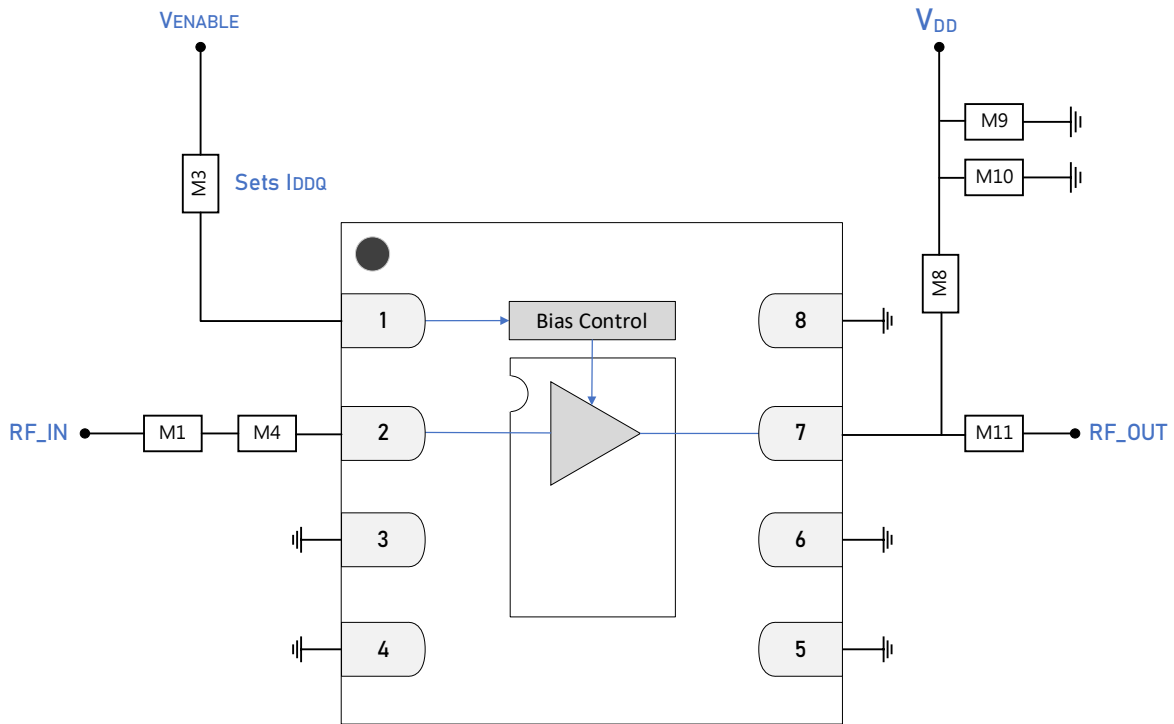 VENABLE
VDD
M9
M3
Sets IDDQ
M10
M8
1
Bias Control
8
RF_IN
M1
M4
2
7
M11
RF_OUT
3
6
4
5